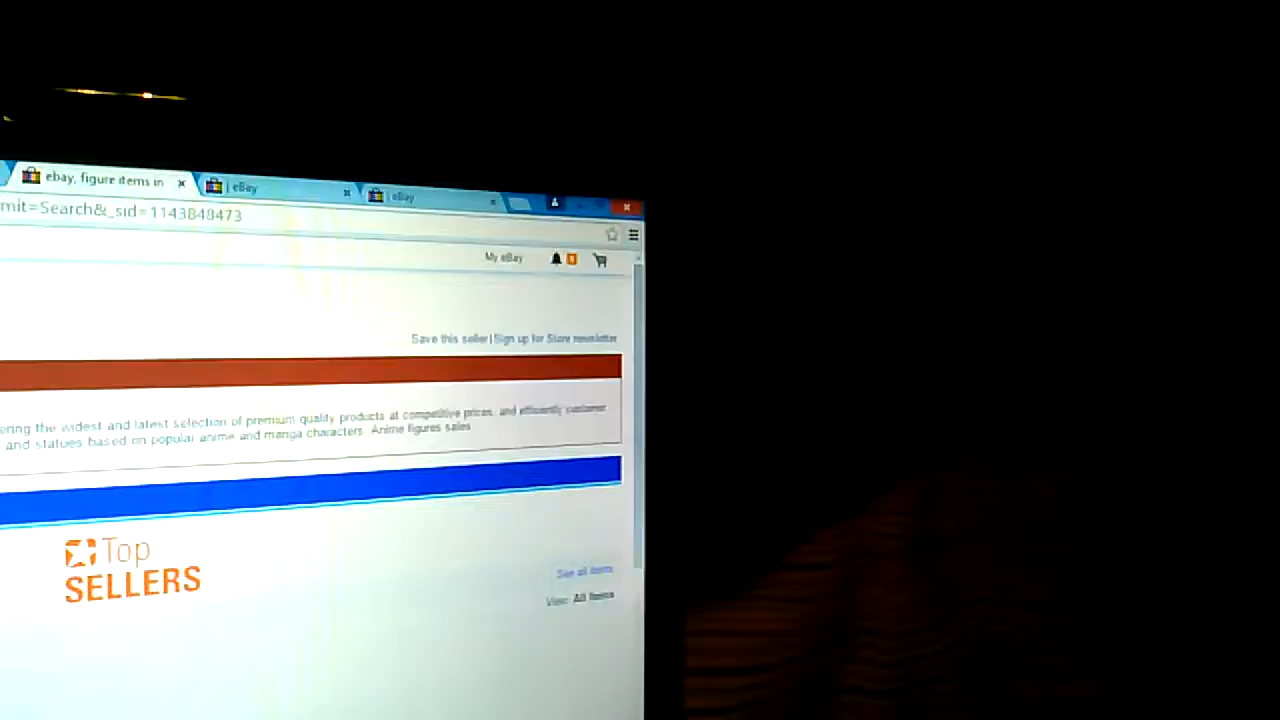 ebay, figure items in
| eBay
| eBay
mit=Search&_sid=1143848473
My eBay
Save this seller | Sign up for Store newsletter
ering the widest and latest selection of premium quality products at competitive prices, and efficiently customer
and statues based on popular anime and manga characters. Anime figures sales
Top
SELLERS
See all items
View: All Items